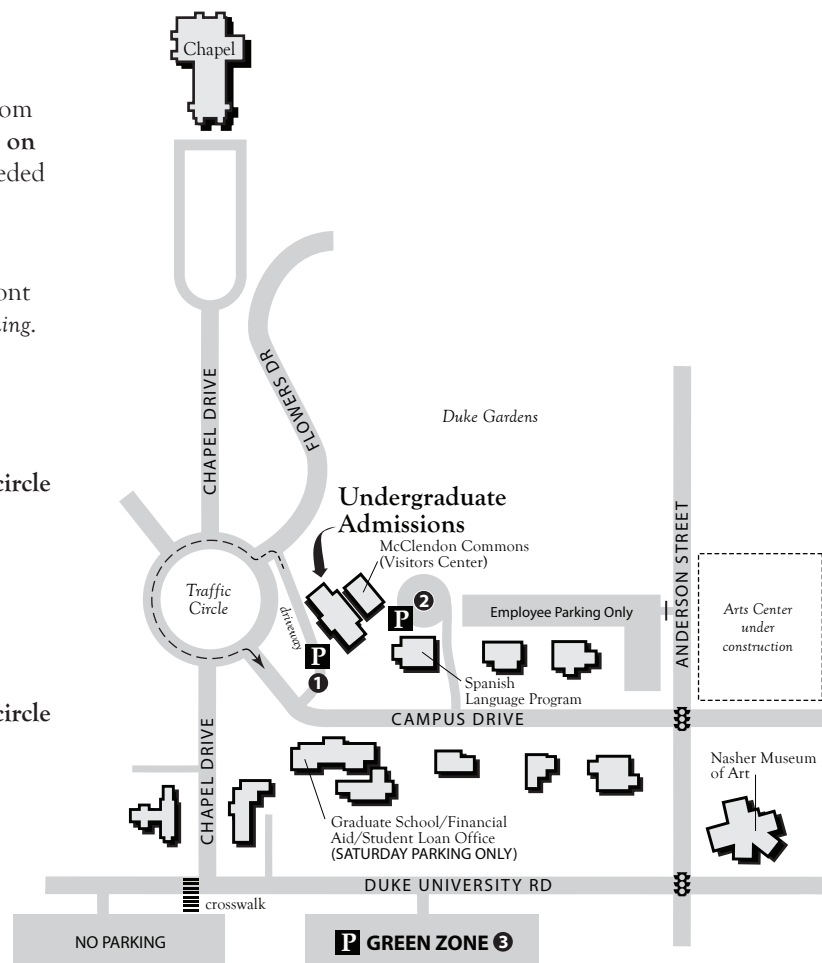 Chapel
om
on
eded
ont
ing.
CHAPEL DRIVE
FLOWERS DR
Duke Gardens
circle
Undergraduate
Admissions
McClendon Commons
(Visitors Center)
Traffic
Circle
driveway
P 1
P 2
Employee Parking Only
ANDERSON STREET
Arts Center
under
construction
Spanish
Language Program
circle
CAMPUS DRIVE
CHAPEL DRIVE
Nasher Museum
of Art
Graduate School/Financial
Aid/Student Loan Office
(SATURDAY PARKING ONLY)
DUKE UNIVERSITY RD
crosswalk
NO PARKING
P GREEN ZONE 3